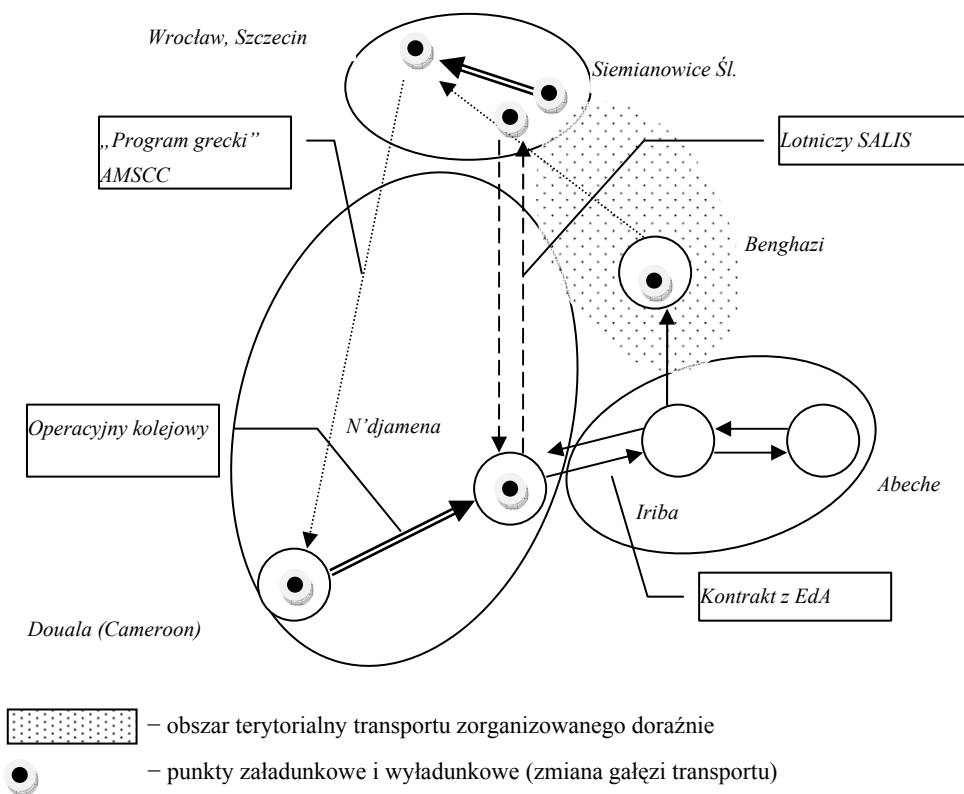 Wrocław, Szczecin
Siemianowice Śl.
„Program grecki”
AMSCC
Lotniczy SALIS
Benghazi
Operacyjny kolejowy
N’djamena
Abeche
Iriba
Kontrakt z EdA
Douala (Cameroon)
− obszar terytorialny transportu zorganizowanego doraźnie
− punkty załadunkowe i wyładunkowe (zmiana gałęzi transportu)